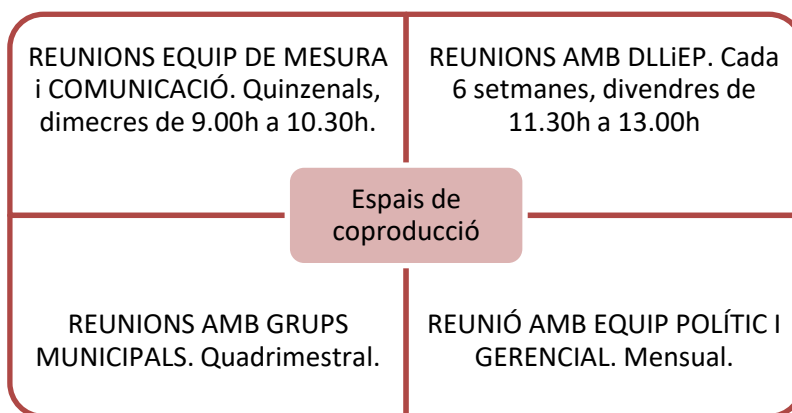 REUNIONS EQUIP DE MESURA
i COMUNICACIÓ. Quinzenals,
dimecres de 9.00h a 10.30h.
REUNIONS AMB DLLiEP. Cada
6 setmanes, divendres de
11.30h a 13.00h
Espais de
coproducció
REUNIONS AMB GRUPS
MUNICIPALS. Quadrimestral.
REUNIÓ AMB EQUIP POLÍTIC I
GERENCIAL. Mensual.